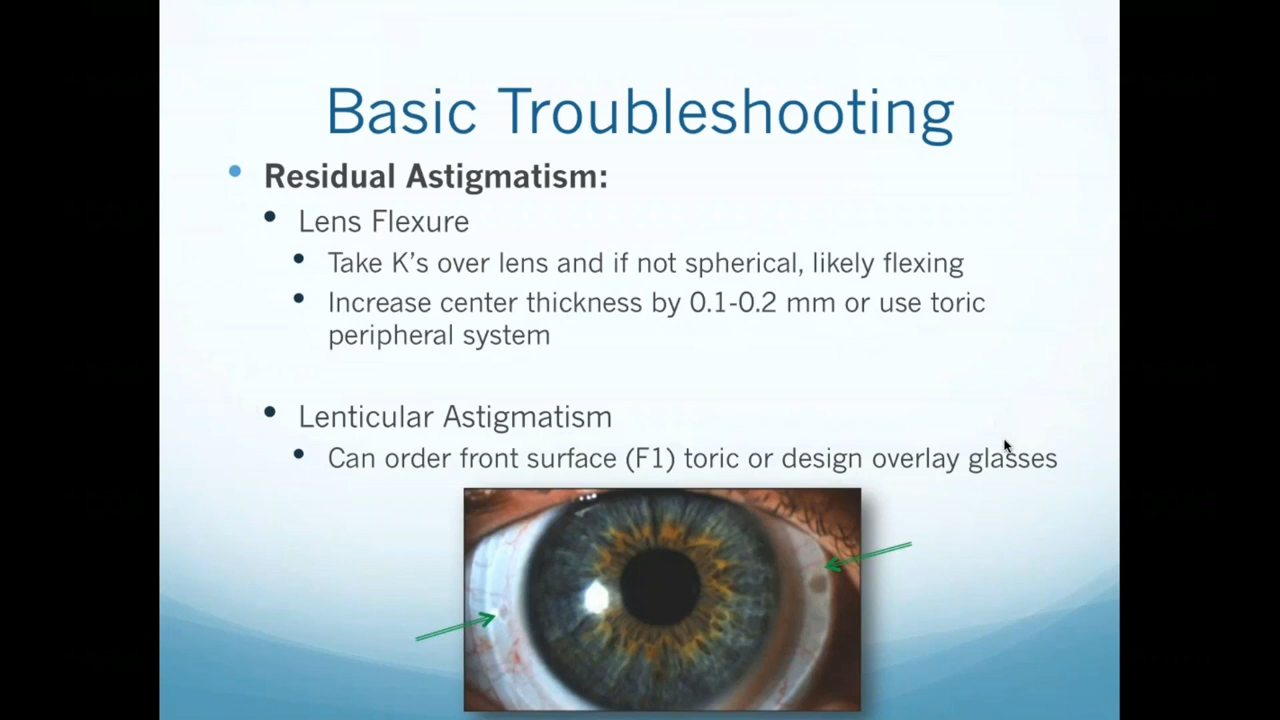 Basic Troubleshooting
Residual Astigmatism:
Lens Flexure
Take K's over lens and if not spherical, likely flexing
Increase center thickness by 0.1-0.2 mm or use toric
peripheral system
Lenticular Astigmatism
Can order front surface (F1) toric or design overlay glasses